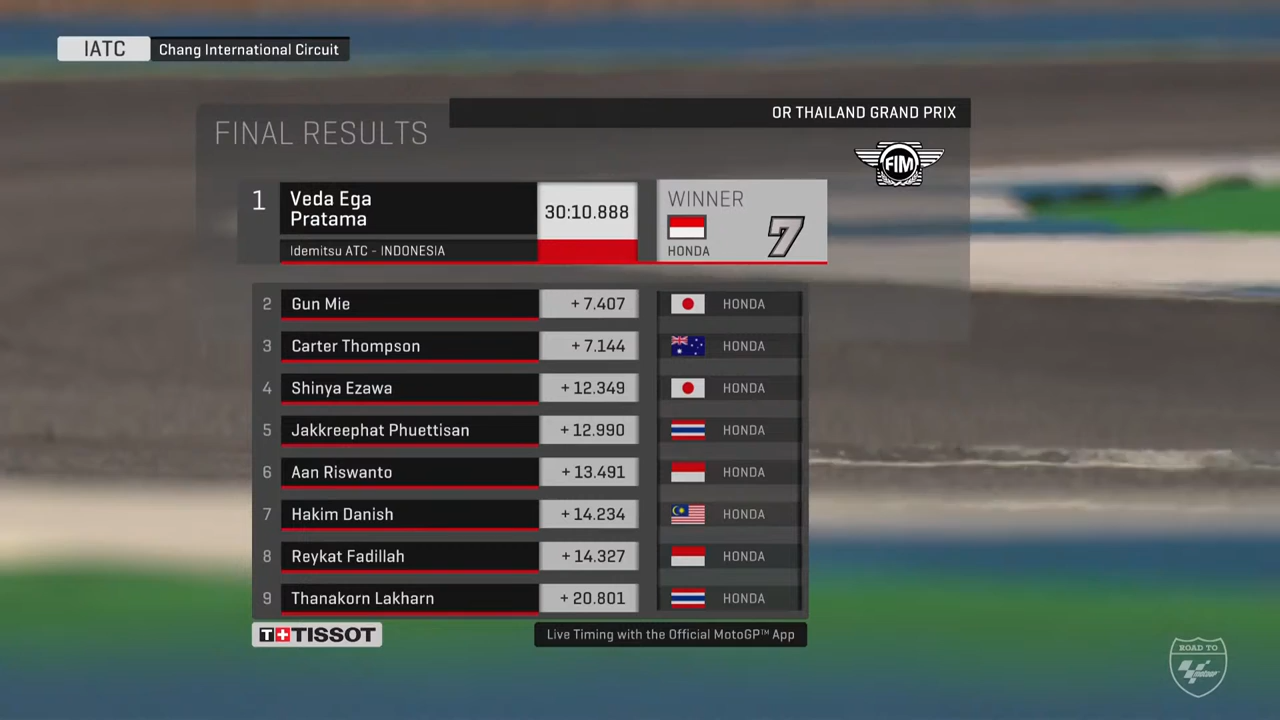 IATC
Chang International Circuit
OR THAILAND GRAND PRIX
FINAL RESULTS
FIM
1
Veda Ega
Pratama
30:10.888
WINNER
7
HONDA
Idemitsu ATC - INDONESIA
2 Gun Mie + 7.407 HONDA
3 Carter Thompson + 7.144 HONDA
4 Shinya Ezawa + 12.349 HONDA
5 Jakkreephat Phuettisan + 12.990 HONDA
6 Aan Riswanto + 13.491 HONDA
7 Hakim Danish + 14.234 HONDA
8 Reykat Fadillah + 14.327 HONDA
9 Thanakorn Lakharn + 20.801 HONDA
T+TISSOT
Live Timing with the Official MotoGP™ App
ROAD TO